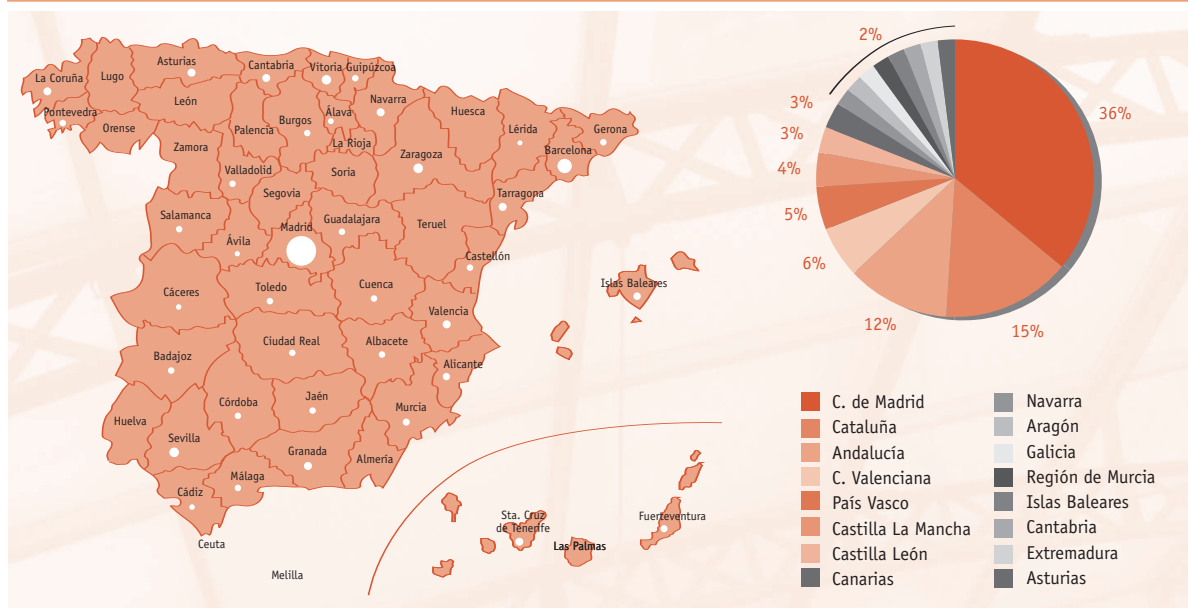 Asturias
Cantabria
Vitoria
Guipúzcoa
La Coruña
Lugo
León
Álava
Navarra
Huesca
Pontevedra
Orense
Palencia
Burgos
La Rioja
Lérida
Gerona
Zamora
Zaragoza
Barcelona
Valladolid
Soria
Segovia
Tarragona
Salamanca
Ávila
Madrid
Guadalajara
Teruel
Castellón
Cáceres
Toledo
Cuenca
Islas Baleares
Valencia
Badajoz
Ciudad Real
Albacete
Alicante
Huelva
Córdoba
Jaén
Murcia
Sevilla
Granada
Almería
Cádiz
Málaga
Ceuta
Melilla
Sta. Cruz
de Tenerife
Las Palmas
Fuerteventura
2%
36%
3%
3%
4%
5%
6%
12%
15%
C. de Madrid
Cataluña
Andalucía
C. Valenciana
País Vasco
Castilla La Mancha
Castilla León
Canarias
Navarra
Aragón
Galicia
Región de Murcia
Islas Baleares
Cantabria
Extremadura
Asturias